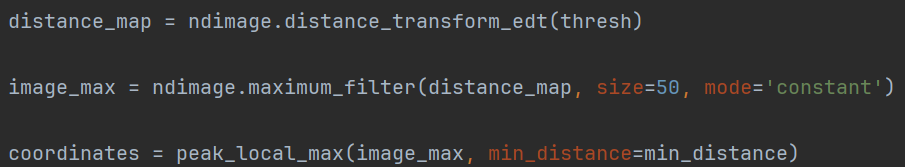 distance_map = ndimage.distance_transform_edt(thresh)
image_max = ndimage.maximum_filter(distance_map, size=50, mode='constant')
coordinates = peak_local_max(image_max, min_distance=min_distance)